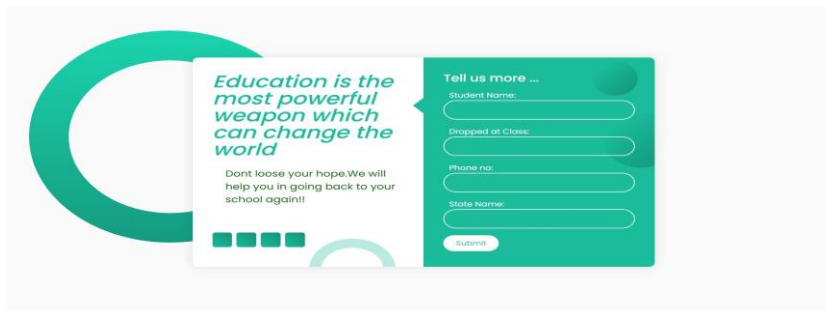 Education is the
most powerful
weapon which
can change the
world
Dont loose your hope.We will
help you in going back to your
school again!!
Tell us more ...
Student Name:
Dropped at Class:
Phone no:
State Name:
Submit